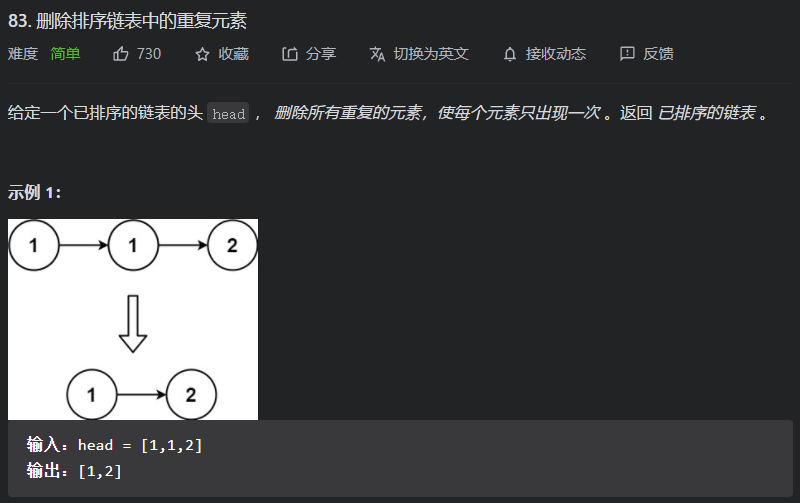 83. 删除排序链表中的重复元素
难度 简单 730 收藏 分享 切换为英文 接收动态 反馈
给定一个已排序的链表的头 head ， 删除所有重复的元素，使每个元素只出现一次 。返回 已排序的链表 。
示例 1：
1 1 2
1 2
输入：head = [1,1,2]
输出：[1,2]